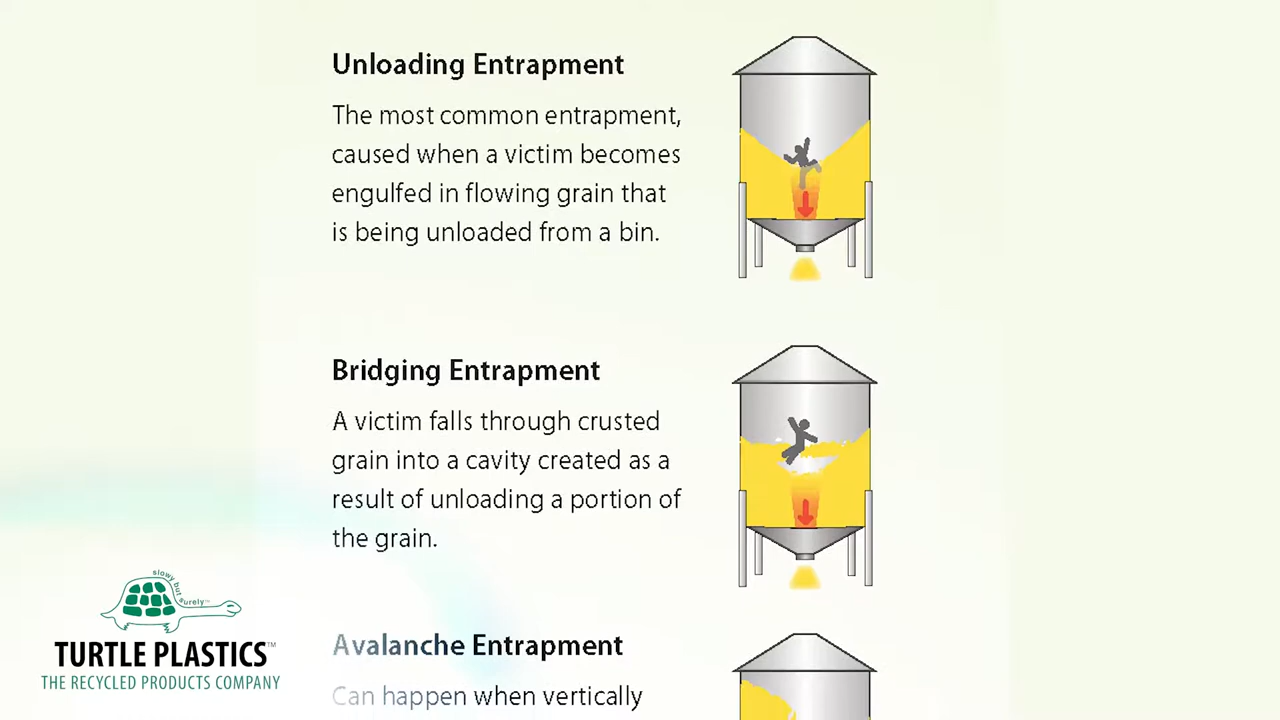 Unloading Entrapment
The most common entrapment,
caused when a victim becomes
engulfed in flowing grain that
is being unloaded from a bin.
Bridging Entrapment
A victim falls through crusted
grain into a cavity created as a
result of unloading a portion of
the grain.
Avalanche Entrapment
Can happen when vertically
slowy but surely™
TURTLE PLASTICS™
THE RECYCLED PRODUCTS COMPANY